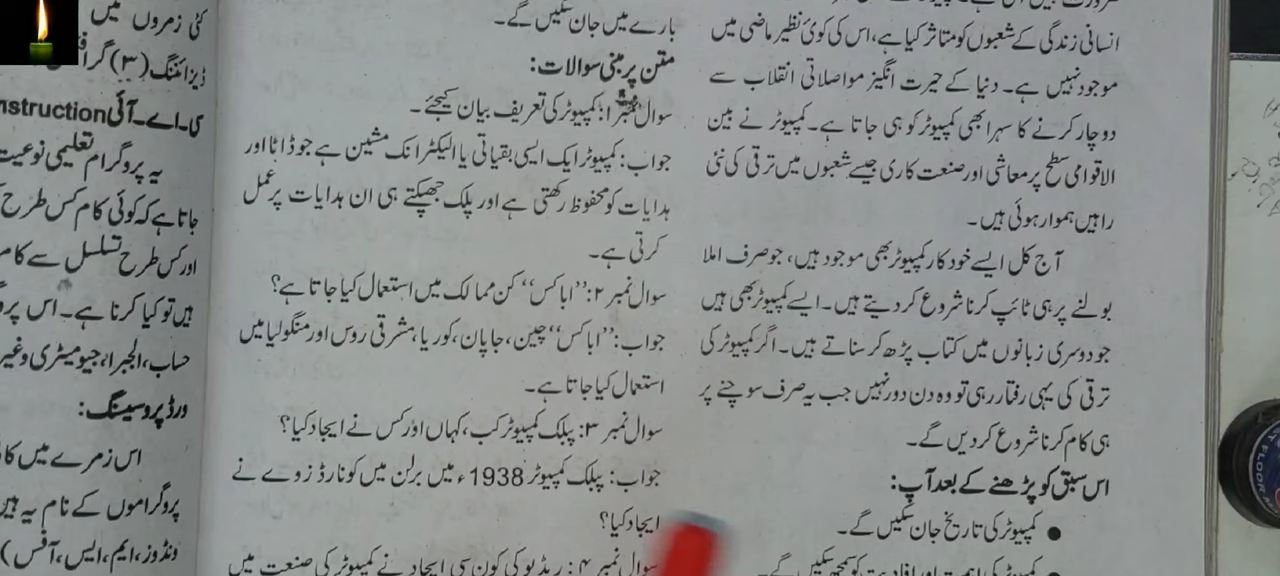 انسانی زندگی کے شعبوں کو متاثر کیا ہے، اس کی کوئی نظیر ماضی میں
موجود نہیں ہے۔ دنیا کے حیرت انگیز مواصلاتی انقلاب سے
دو چار کرنے کا سہرا بھی کمپیوٹر کو ہی جاتا ہے۔ کمپیوٹر نے بین
الاقوامی سطح پر معاشی اور صنعت کاری جیسے شعبوں میں ترقی کی نئی
راہیں ہموار ہوئی ہیں۔
آج کل ایسے خود کار کمپیوٹر بھی موجود ہیں، جو صرف املا
بولنے پر ہی ٹائپ کرنا شروع کر دیتے ہیں۔ ایسے کمپیوٹر بھی ہیں
جو دوسری زبانوں میں کتاب پڑھ کر سناتے ہیں۔ اگر کمپیوٹر کی
ترقی کی یہی رفتار رہی تو وہ دن دور نہیں جب یہ صرف سوچنے پر
ہی کام کرنا شروع کر دیں گے۔
اس سبق کو پڑھنے کے بعد آپ:
● کمپیوٹر کی تاریخ جان سکیں گے۔
● کمپیوٹر کی اہمیت اور افادیت کو سمجھ سکیں گے۔
بارے میں جان سکیں گے۔
متن پر مبنی سوالات:
سوال نمبر ۱: کمپیوٹر کی تعریف بیان کیجئے۔
جواب: کمپیوٹر ایک ایسی بقیاتی یا الیکٹرانک مشین ہے جو ڈاٹا اور
ہدایات کو محفوظ رکھتی ہے اور پلک جھپکتے ہی ان ہدایات پر عمل
کرتی ہے۔
سوال نمبر ۲: ’’اباکس‘‘ کن ممالک میں استعمال کیا جاتا ہے؟
جواب: ’’اباکس‘‘ چین، جاپان، کوریا، مشرقی روس اور منگولیا میں
استعمال کیا جاتا ہے۔
سوال نمبر ۳: پبلک کمپیوٹر کب، کہاں اور کس نے ایجاد کیا؟
جواب: پبلک کمپیوٹر 1938ء میں برلن میں کونارڈ زوے نے
ایجاد کیا؟
سوال نمبر ۴: ریڈیو کی کون سی ایجاد نے کمپیوٹر کی صنعت میں
کئی زمروں میں
ڈیزائننگ (۳) گرافک
سی۔اے۔آئی nstruction
یہ پروگرام تعلیمی نوعیت
جاتا ہے کہ کوئی کام کس طرح
اور کس طرح تسلسل سے کام
ہیں تو کیا کرنا ہے۔ اس
حساب، الجبرا، جیومیٹری وغیر
ورڈ پروسیسنگ:
اس زمرے میں
پروگراموں کے نام یہ ہیں
ونڈوز، ایم، ایس، آفس (